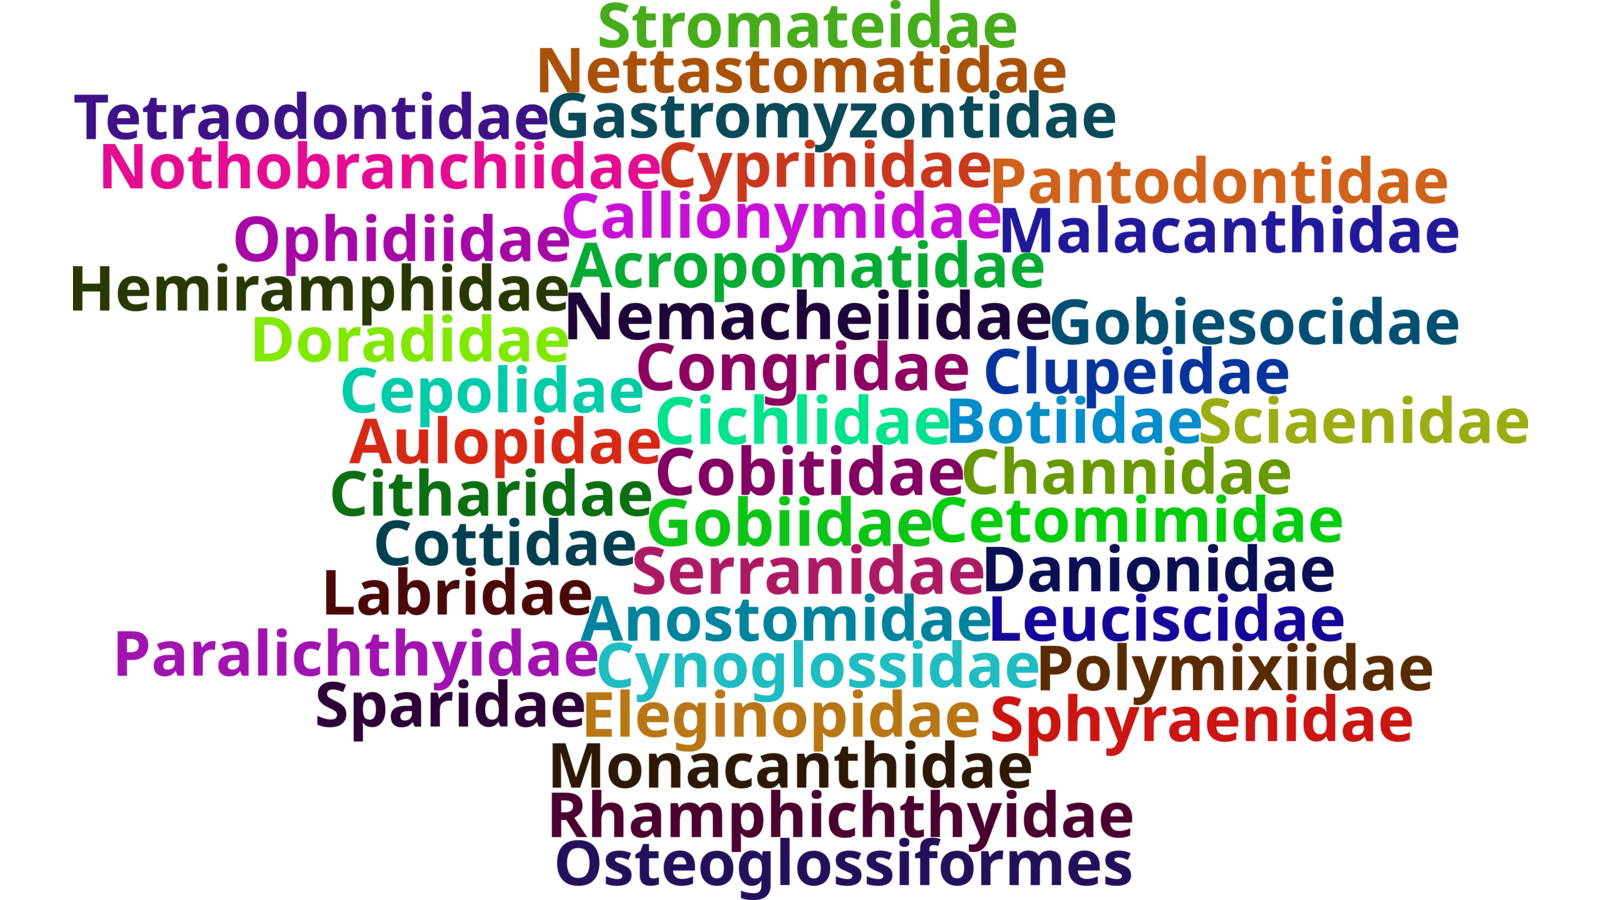 Stromateidae
Nettastomatidae
Tetraodontidae Gastromyzontidae
Nothobranchiidae Cyprinidae Pantodontidae
Ophidiidae Callionymidae Malacanthidae
Hemiramphidae Acropomatidae
Doradidae Nemacheilidae Gobiesocidae
Cepolidae Congridae Clupeidae
Aulopidae Cichlidae Botiidae Sciaenidae
Citharidae Cobitidae Channidae
Cottidae Gobiidae Cetomimidae
Labridae Serranidae Danionidae
Anostomidae Leuciscidae
Paralichthyidae Cynoglossidae Polymixiidae
Sparidae Eleginopidae Sphyraenidae
Monacanthidae
Rhamphichthyidae
Osteoglossiformes